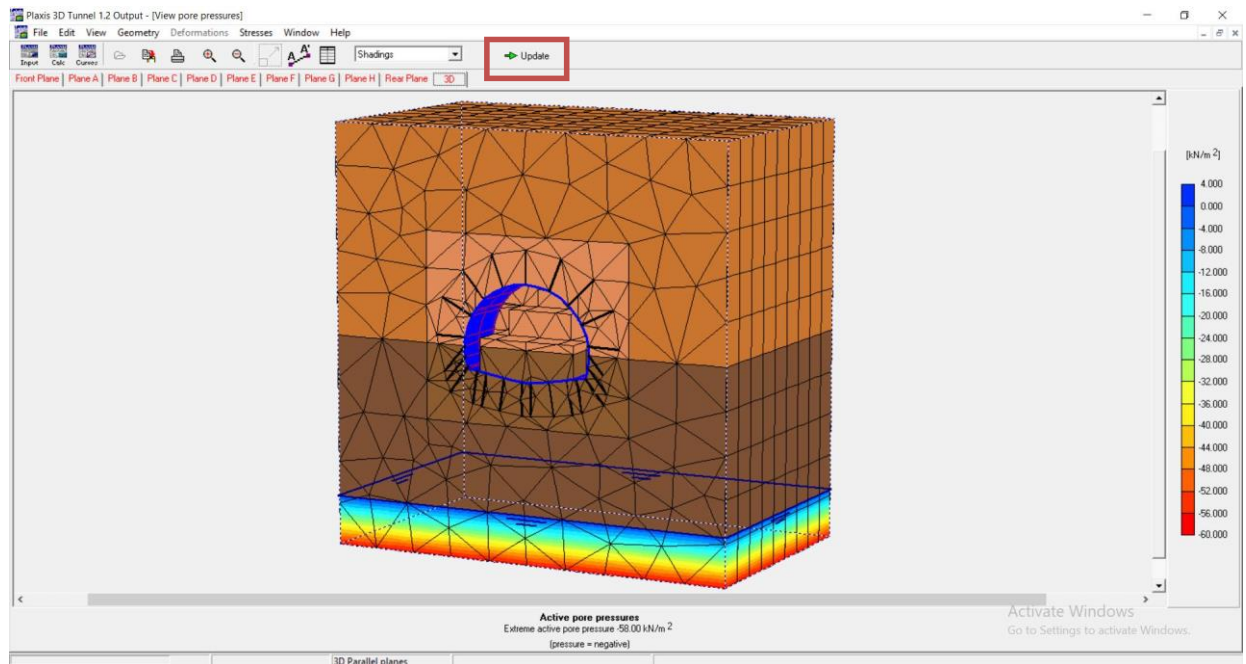 Plaxis 3D Tunnel 1.2 Output - [View pore pressures]
File Edit View Geometry Deformations Stresses Window Help
Input Calc Curves A A' Shadings Update
Front Plane Plane A Plane B Plane C Plane D Plane E Plane F Plane G Plane H Rear Plane 3D
[kN/m 2]
4.000
0.000
-4.000
-8.000
-12.000
-16.000
-20.000
-24.000
-28.000
-32.000
-36.000
-40.000
-44.000
-48.000
-52.000
-56.000
-60.000
Active pore pressures
Extreme active pore pressure -58.00 kN/m 2
(pressure = negative)
Activate Windows
Go to Settings to activate Windows.
3D Parallel planes